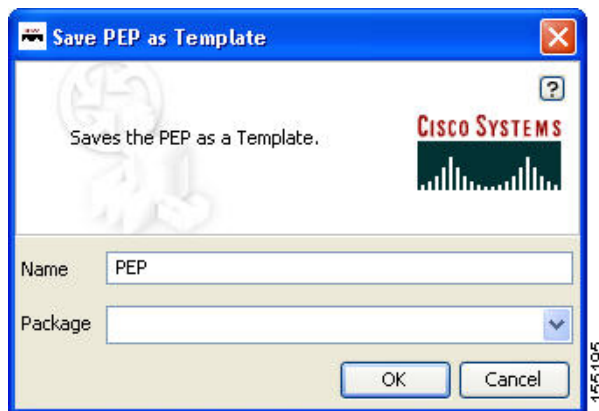 Save PEP as Template
?
Saves the PEP as a Template.
CISCO SYSTEMS
Name PEP
Package
OK Cancel
155195